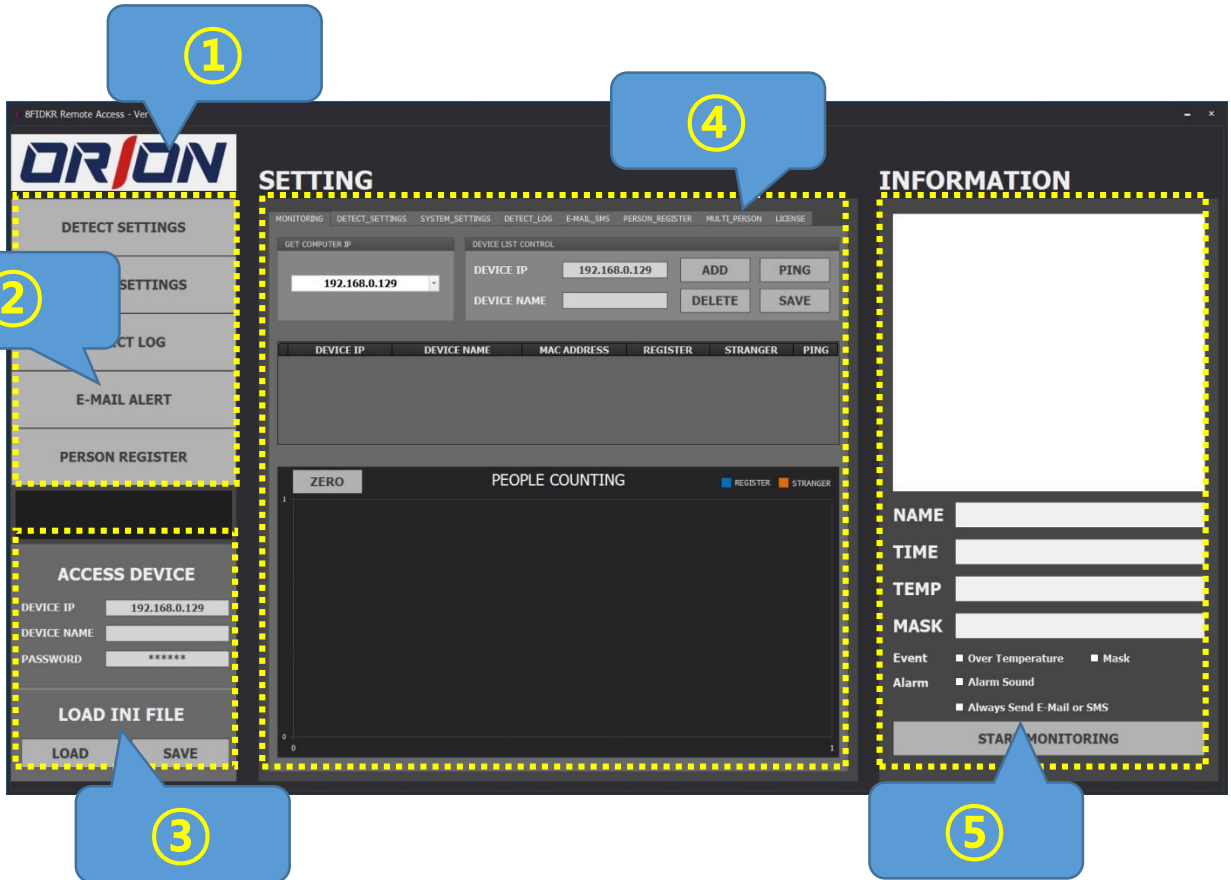 ①
④
8FIDKR Remote Access - Ver
ORION
SETTING
INFORMATION
DETECT SETTINGS
SETTINGS
②
CT LOG
E-MAIL ALERT
PERSON REGISTER
MONITORING DETECT_SETTINGS SYSTEM_SETTINGS DETECT_LOG E-MAIL_SMS PERSON_REGISTER MULTI_PERSON LICENSE
GET COMPUTER IP
192.168.0.129
DEVICE LIST CONTROL
DEVICE IP 192.168.0.129 ADD PING
DEVICE NAME DELETE SAVE
DEVICE IP DEVICE NAME MAC ADDRESS REGISTER STRANGER PING
ZERO PEOPLE COUNTING REGISTER STRANGER
1
0
0 1
ACCESS DEVICE
DEVICE IP 192.168.0.129
DEVICE NAME
PASSWORD ******
LOAD INI FILE
LOAD SAVE
NAME
TIME
TEMP
MASK
Event Over Temperature Mask
Alarm Alarm Sound
Always Send E-Mail or SMS
START MONITORING
③
⑤